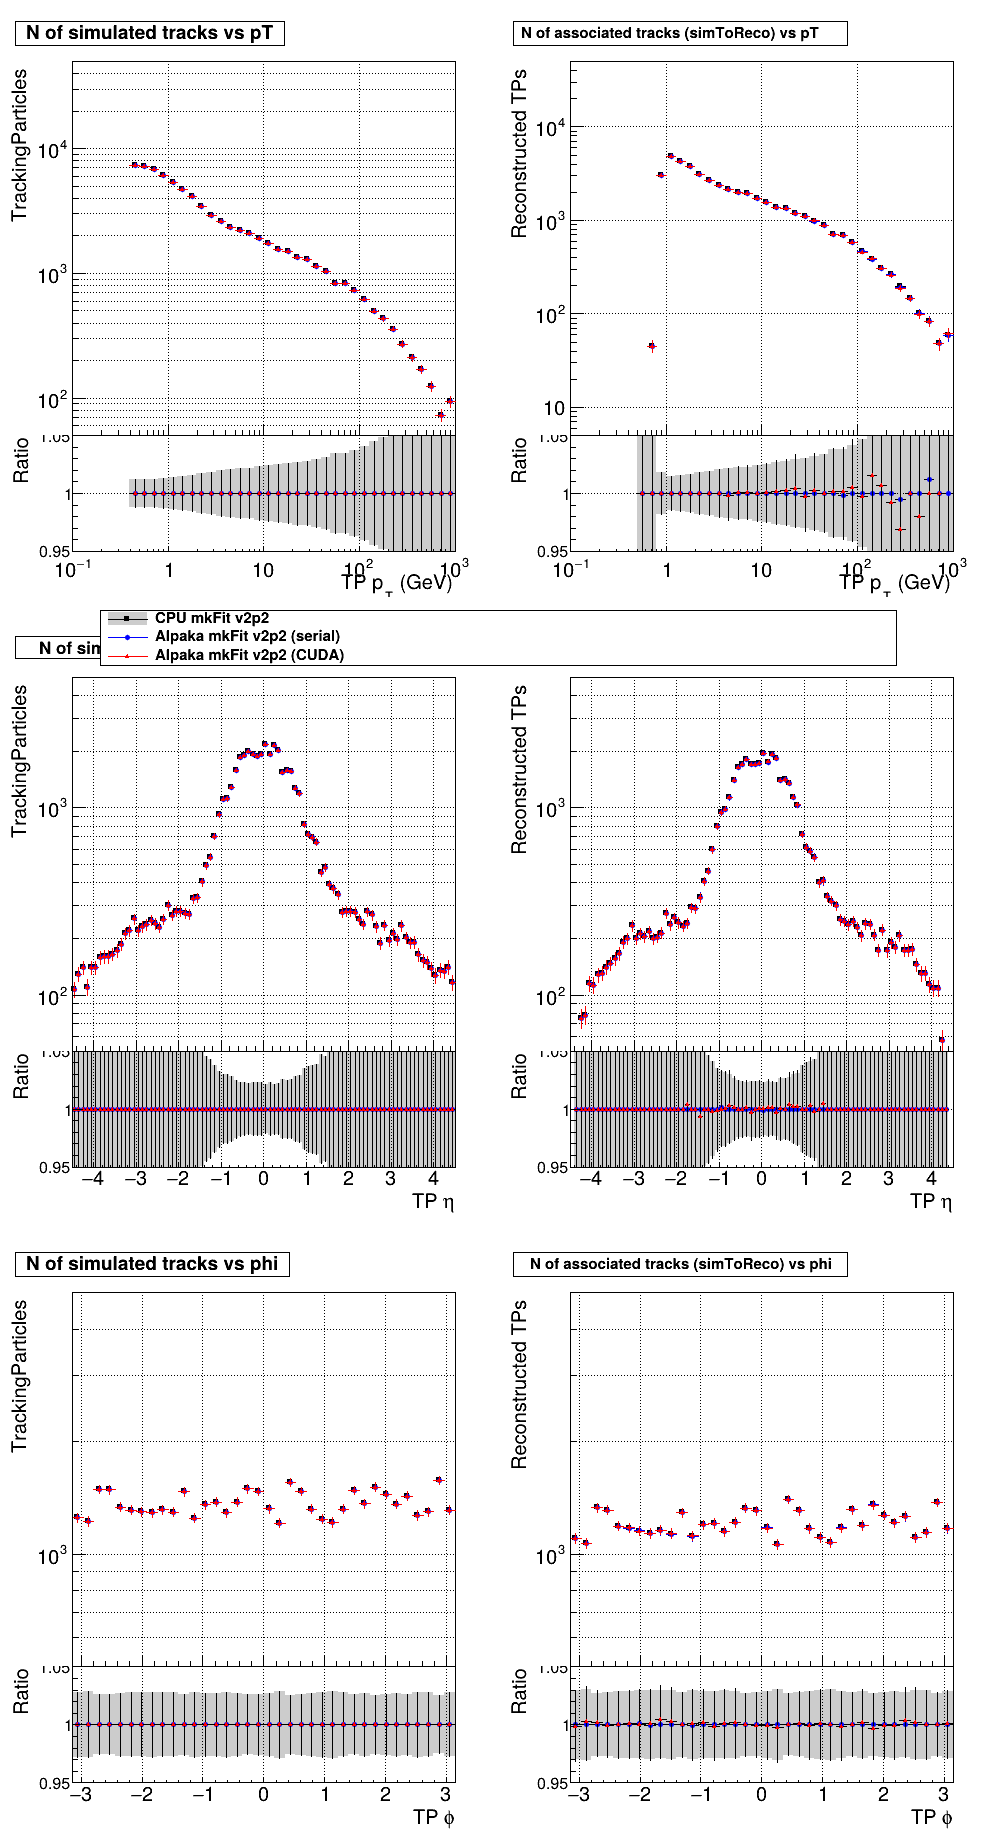 N of simulated tracks vs pT
N of associated tracks (simToReco) vs pT
TrackingParticles
10^4
10^3
10^2
Ratio
1.05
1
0.95
10^-1
1
10
10^2
10^3
TP p_T (GeV)
Reconstructed TPs
10^4
10^3
10^2
10
Ratio
1.05
1
0.95
10^-1
1
10
10^2
10^3
TP p_T (GeV)
CPU mkFit v2p2
Alpaka mkFit v2p2 (serial)
Alpaka mkFit v2p2 (CUDA)
N of sim
TrackingParticles
10^3
10^2
Ratio
1.05
1
0.95
−4 −3 −2 −1 0 1 2 3 4
TP η
Reconstructed TPs
10^3
10^2
Ratio
1.05
1
0.95
−4 −3 −2 −1 0 1 2 3 4
TP η
N of simulated tracks vs phi
N of associated tracks (simToReco) vs phi
TrackingParticles
10^3
Ratio
1.05
1
0.95
−3 −2 −1 0 1 2 3
TP ϕ
Reconstructed TPs
10^3
Ratio
1.05
1
0.95
−3 −2 −1 0 1 2 3
TP ϕ